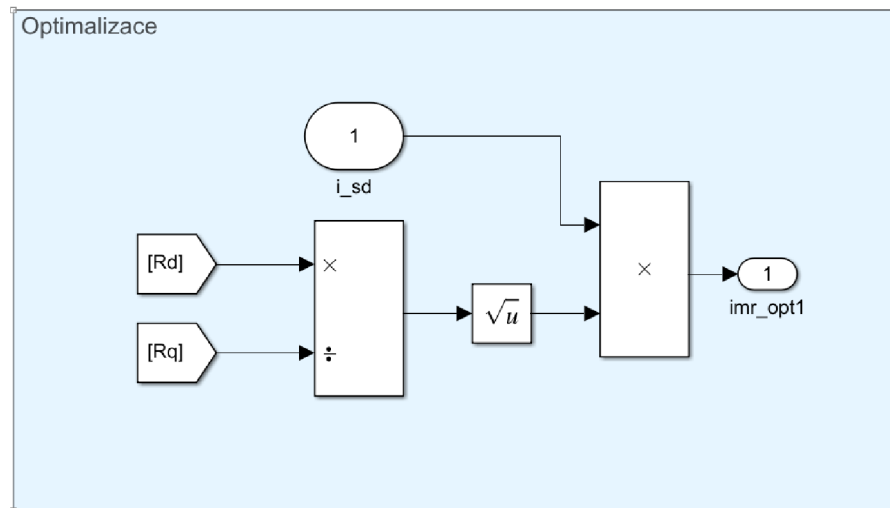 Optimalizace
1
i_sd
[Rd]
×
[Rq]
÷
√u
×
1
imr_opt1